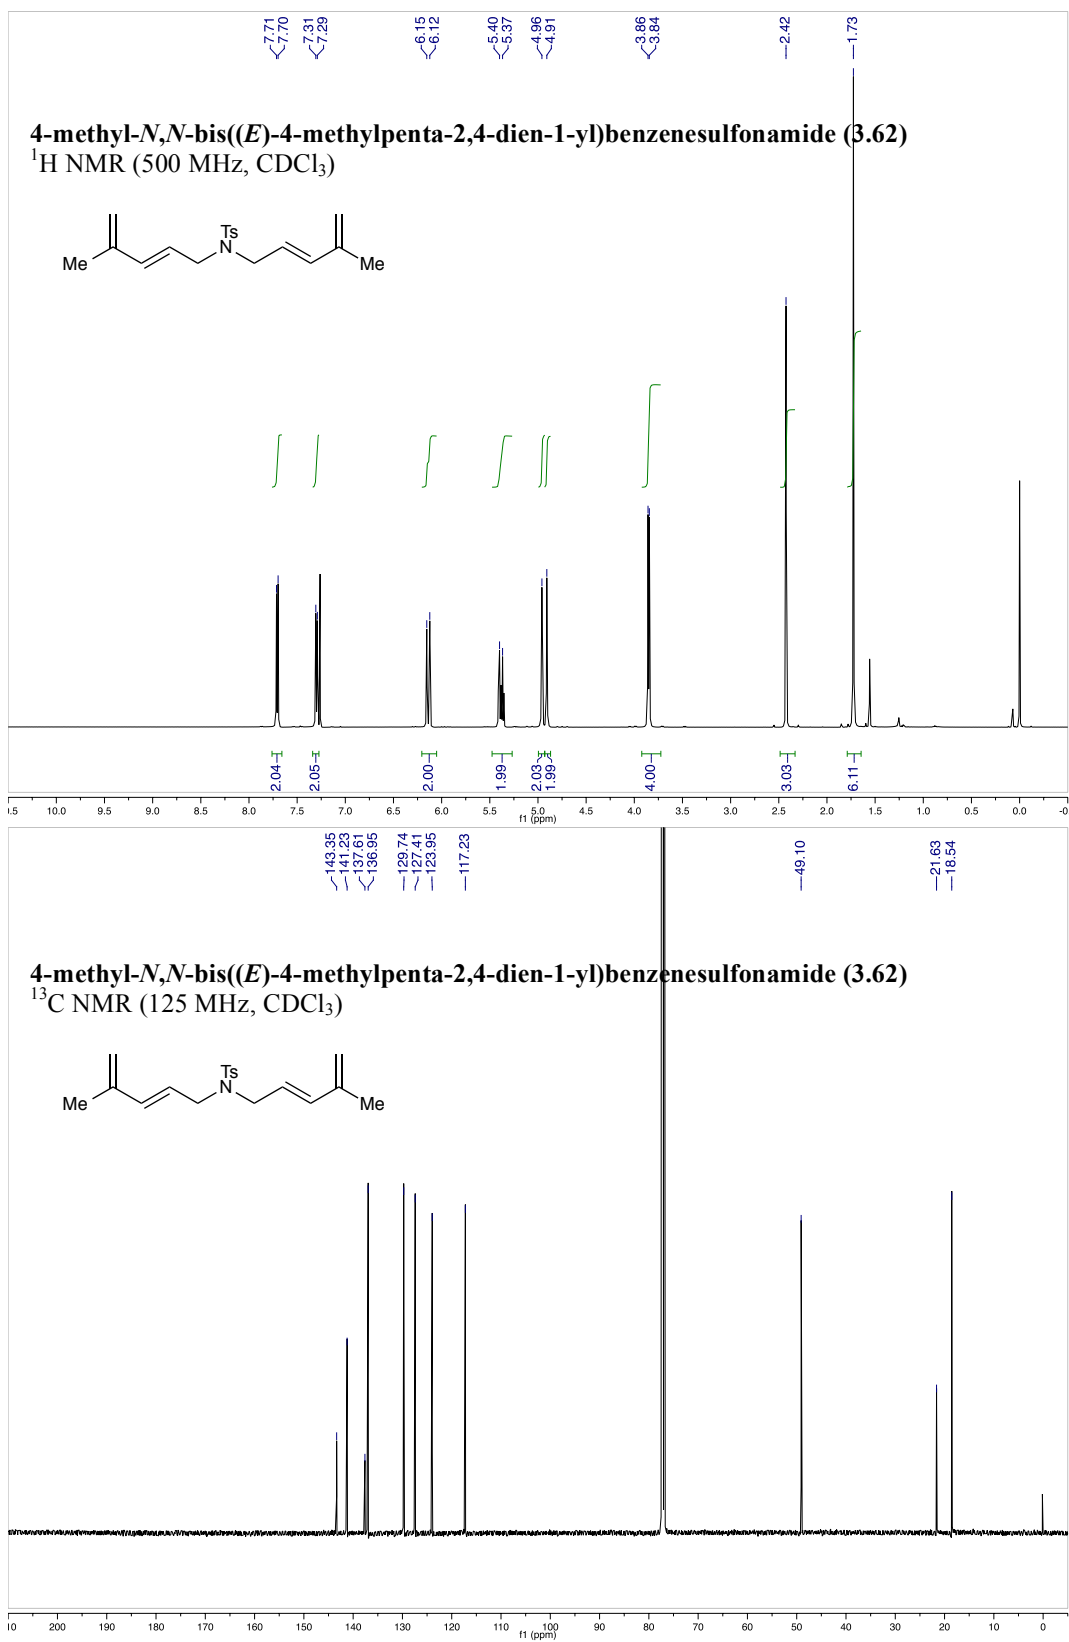 7.71
7.70
7.31
7.29
6.15
6.12
5.40
5.37
4.96
4.91
3.86
3.84
2.42
1.73
4-methyl-N,N-bis((E)-4-methylpenta-2,4-dien-1-yl)benzenesulfonamide (3.62)
¹H NMR (500 MHz, CDCl₃)
Ts
N
Me
Me
2.04
2.05
2.00
1.99
2.03
1.99
4.00
3.03
6.11
.5 10.0 9.5 9.0 8.5 8.0 7.5 7.0 6.5 6.0 5.5 5.0 4.5 4.0 3.5 3.0 2.5 2.0 1.5 1.0 0.5 0.0 -0
f1 (ppm)
143.35
141.23
137.61
136.95
129.74
127.41
123.95
117.23
49.10
21.63
18.54
4-methyl-N,N-bis((E)-4-methylpenta-2,4-dien-1-yl)benzenesulfonamide (3.62)
¹³C NMR (125 MHz, CDCl₃)
Ts
N
Me
Me
10 200 190 180 170 160 150 140 130 120 110 100 90 80 70 60 50 40 30 20 10 0
f1 (ppm)